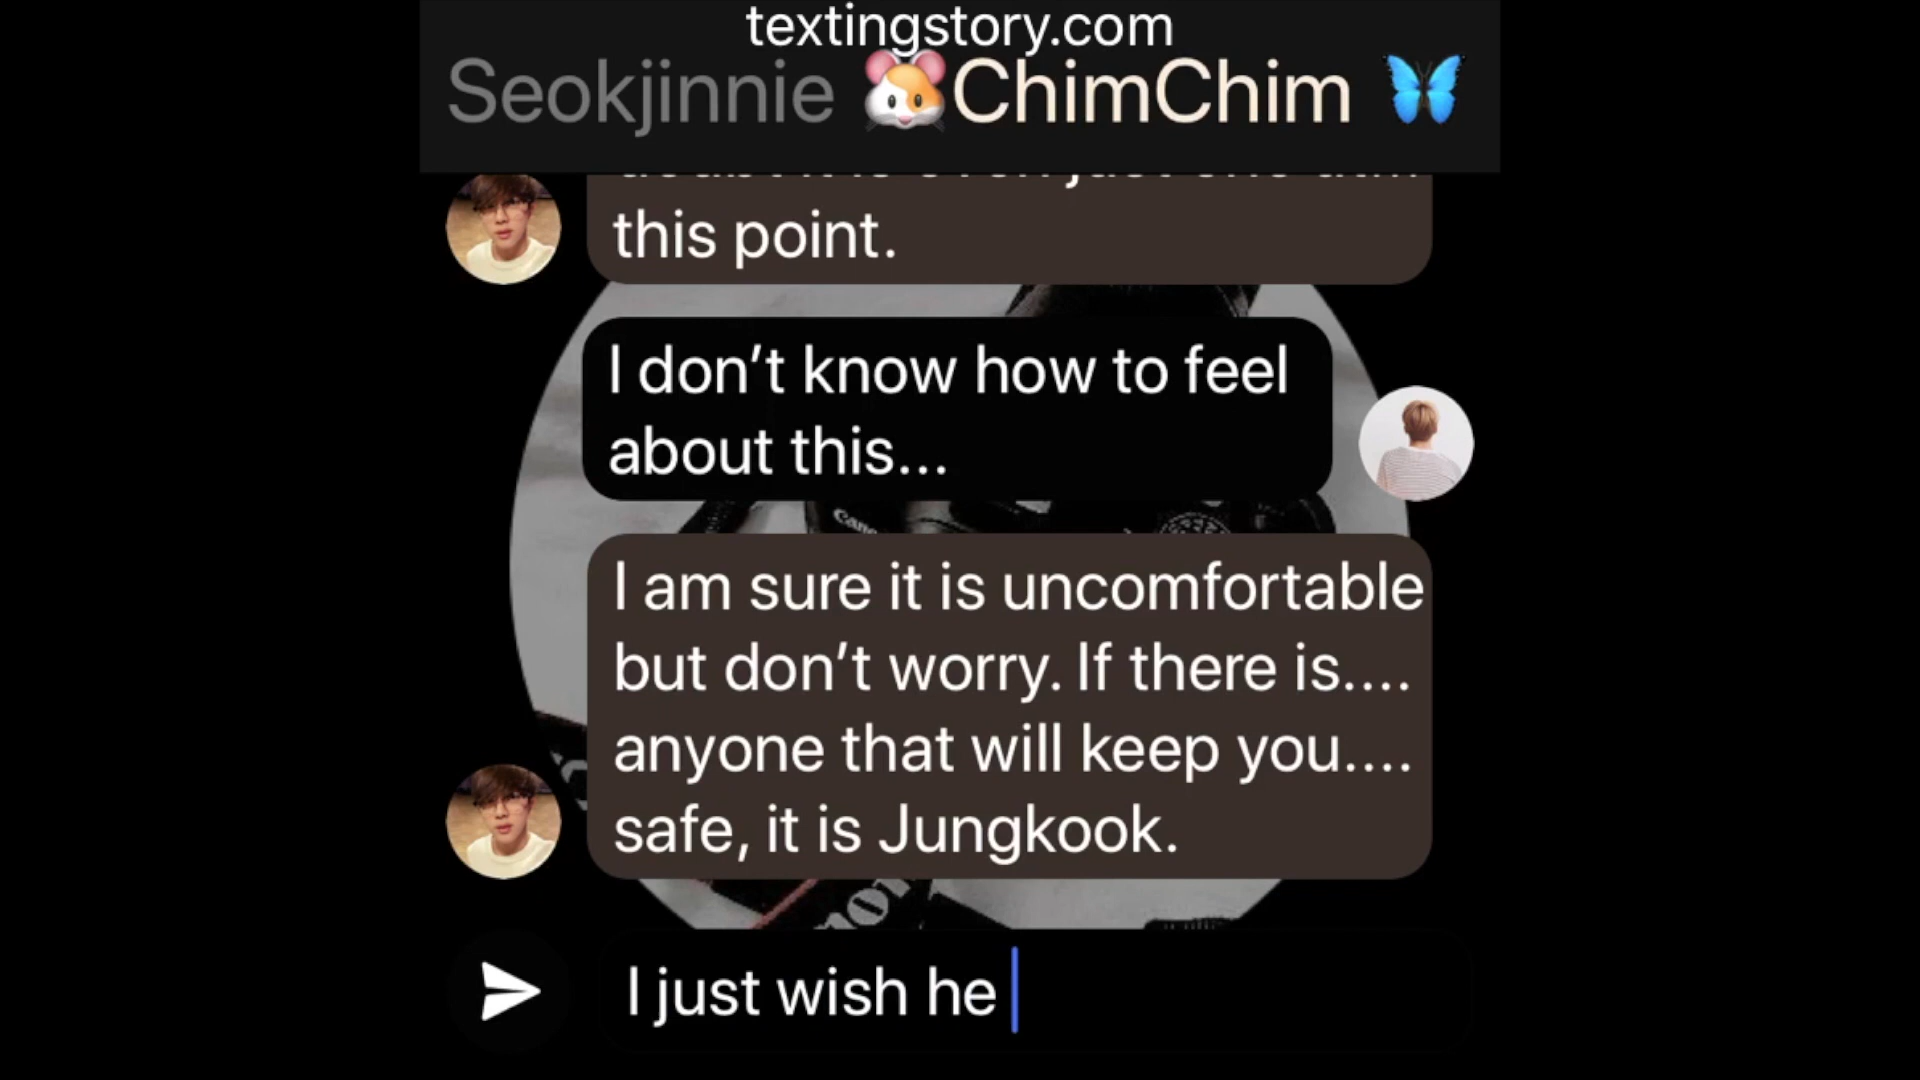 textingstory.com
Seokjinnie 🐹ChimChim 🦋
this point.
I don’t know how to feel
about this...
I am sure it is uncomfortable
but don’t worry. If there is....
anyone that will keep you....
safe, it is Jungkook.
I just wish he